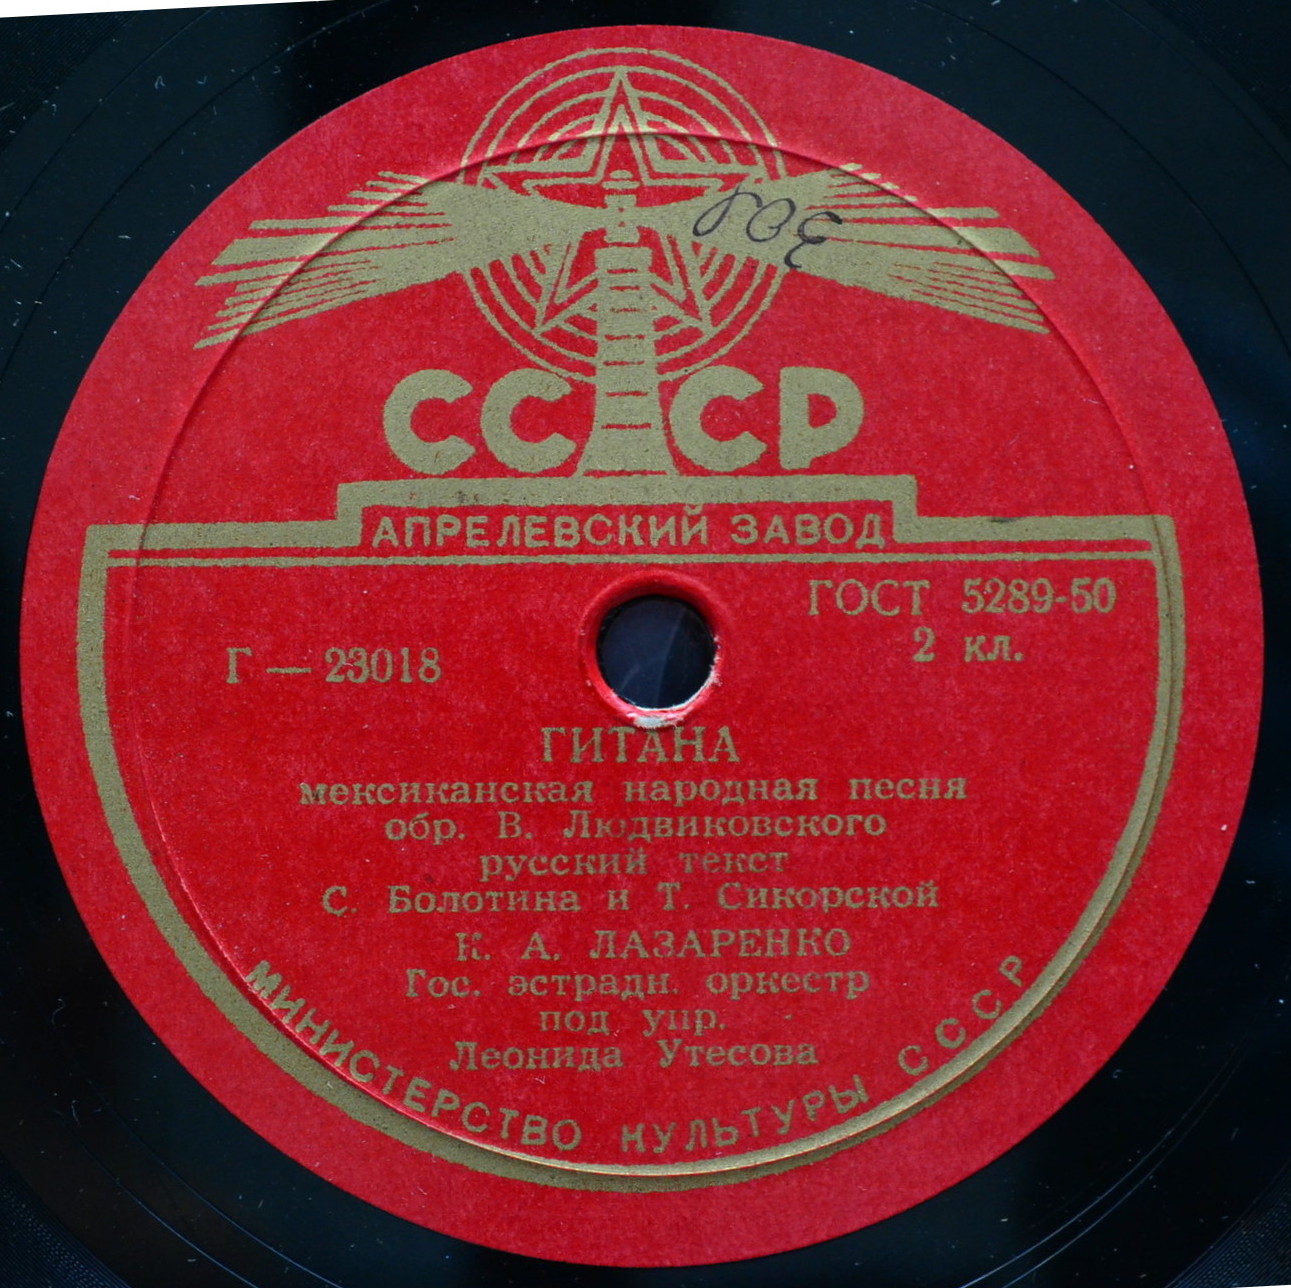 СССР
АПРЕЛЕВСКИЙ ЗАВОД
ГОСТ 5289-50
2 кл.
Г — 23018
ГИТАНА
мексиканская народная песня
обр. В. Людвиковского
русский текст
С. Болотина и Т. Сикорской
К. А. ЛАЗАРЕНКО
Гос. эстрадн. оркестр
под упр.
Леонида Утесова
МИНИСТЕРСТВО КУЛЬТУРЫ СССР